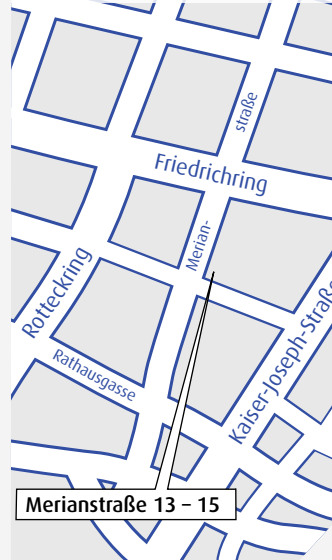 straße
Friedrichring
Merian-
Rotteckring
Kaiser-Joseph-Straße
Rathausgasse
Merianstraße 13 – 15